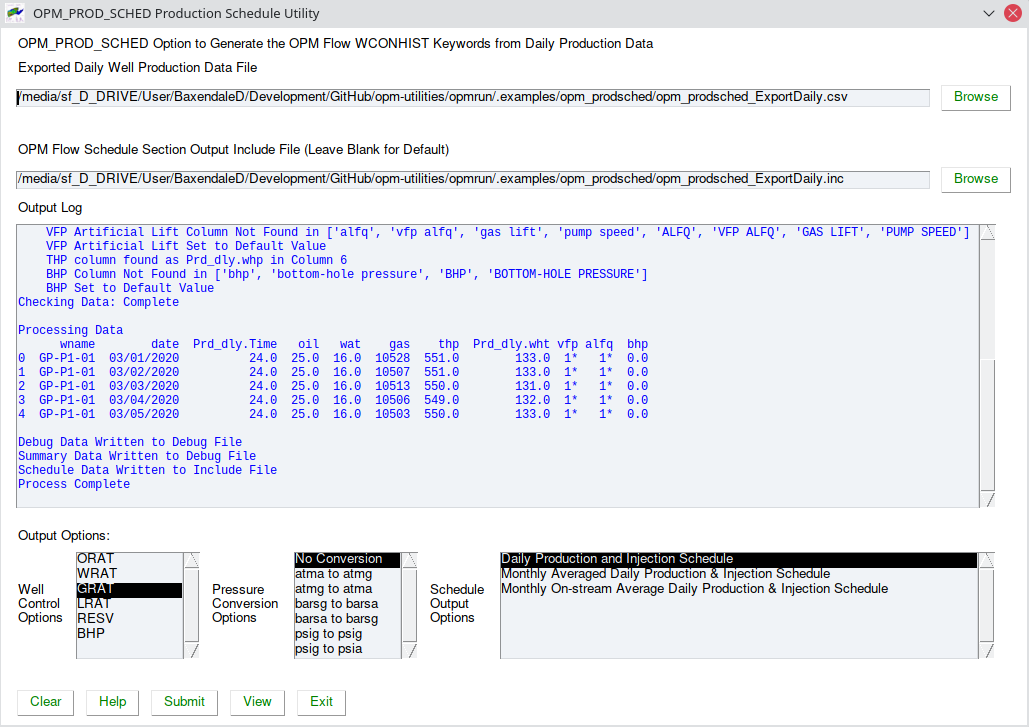 OPM_PROD_SCHED Production Schedule Utility
OPM_PROD_SCHED Option to Generate the OPM Flow WCONHIST Keywords from Daily Production Data
Exported Daily Well Production Data File
/media/sf_D_DRIVE/User/BaxendaleD/Development/GitHub/opm-utilities/opmrun/.examples/opm_prodsched/opm_prodsched_ExportDaily.csv Browse
OPM Flow Schedule Section Output Include File (Leave Blank for Default)
/media/sf_D_DRIVE/User/BaxendaleD/Development/GitHub/opm-utilities/opmrun/.examples/opm_prodsched/opm_prodsched_ExportDaily.inc Browse
Output Log
VFP Artificial Lift Column Not Found in ['alfq', 'vfp alfq', 'gas lift', 'pump speed', 'ALFQ', 'VFP ALFQ', 'GAS LIFT', 'PUMP SPEED']
VFP Artificial Lift Set to Default Value
THP column found as Prd_dly.whp in Column 6
BHP Column Not Found in ['bhp', 'bottom-hole pressure', 'BHP', 'BOTTOM-HOLE PRESSURE']
BHP Set to Default Value
Checking Data: Complete
Processing Data
wname date Prd_dly.Time oil wat gas thp Prd_dly.wht vfp alfq bhp
0 GP-P1-01 03/01/2020 24.0 25.0 16.0 10528 551.0 133.0 1* 1* 0.0
1 GP-P1-01 03/02/2020 24.0 25.0 16.0 10507 551.0 133.0 1* 1* 0.0
2 GP-P1-01 03/03/2020 24.0 25.0 16.0 10513 550.0 131.0 1* 1* 0.0
3 GP-P1-01 03/04/2020 24.0 25.0 16.0 10506 549.0 132.0 1* 1* 0.0
4 GP-P1-01 03/05/2020 24.0 25.0 16.0 10503 550.0 133.0 1* 1* 0.0
Debug Data Written to Debug File
Summary Data Written to Debug File
Schedule Data Written to Include File
Process Complete
Output Options:
Well
Control
Options
ORAT
WRAT
GRAT
LRAT
RESV
BHP
Pressure
Conversion
Options
No Conversion
atma to atmg
atmg to atma
barsg to barsa
barsa to barsg
psig to psig
psig to psia
Schedule
Output
Options
Daily Production and Injection Schedule
Monthly Averaged Daily Production & Injection Schedule
Monthly On-stream Average Daily Production & Injection Schedule
Clear Help Submit View Exit